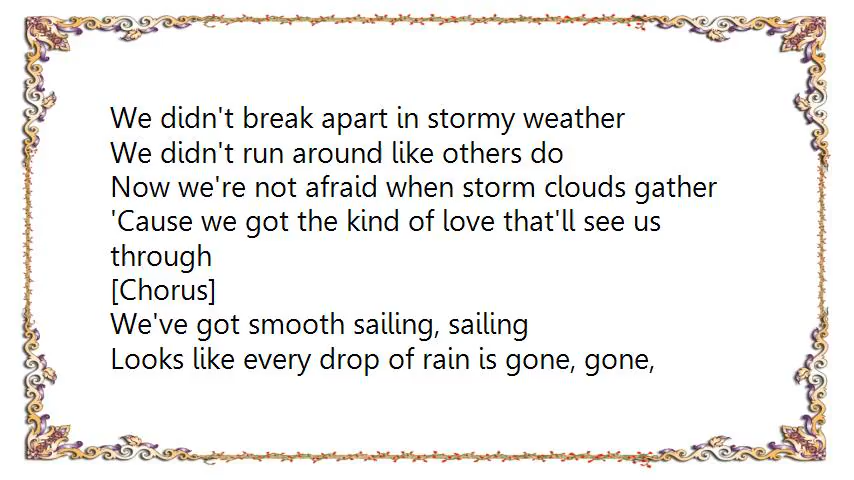 We didn't break apart in stormy weather
We didn't run around like others do
Now we're not afraid when storm clouds gather
'Cause we got the kind of love that'll see us
through
[Chorus]
We've got smooth sailing, sailing
Looks like every drop of rain is gone, gone,